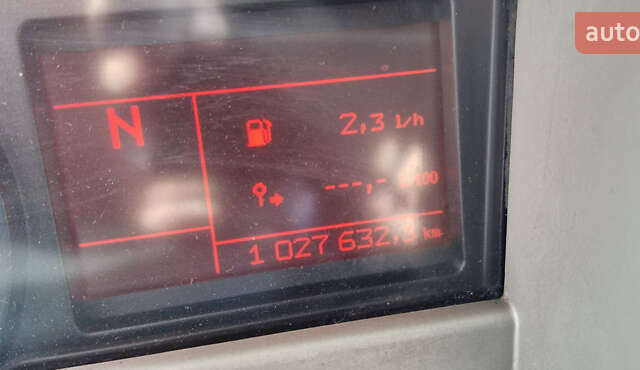 auto
N
2,3 l/h
---,-
1 027 632, km